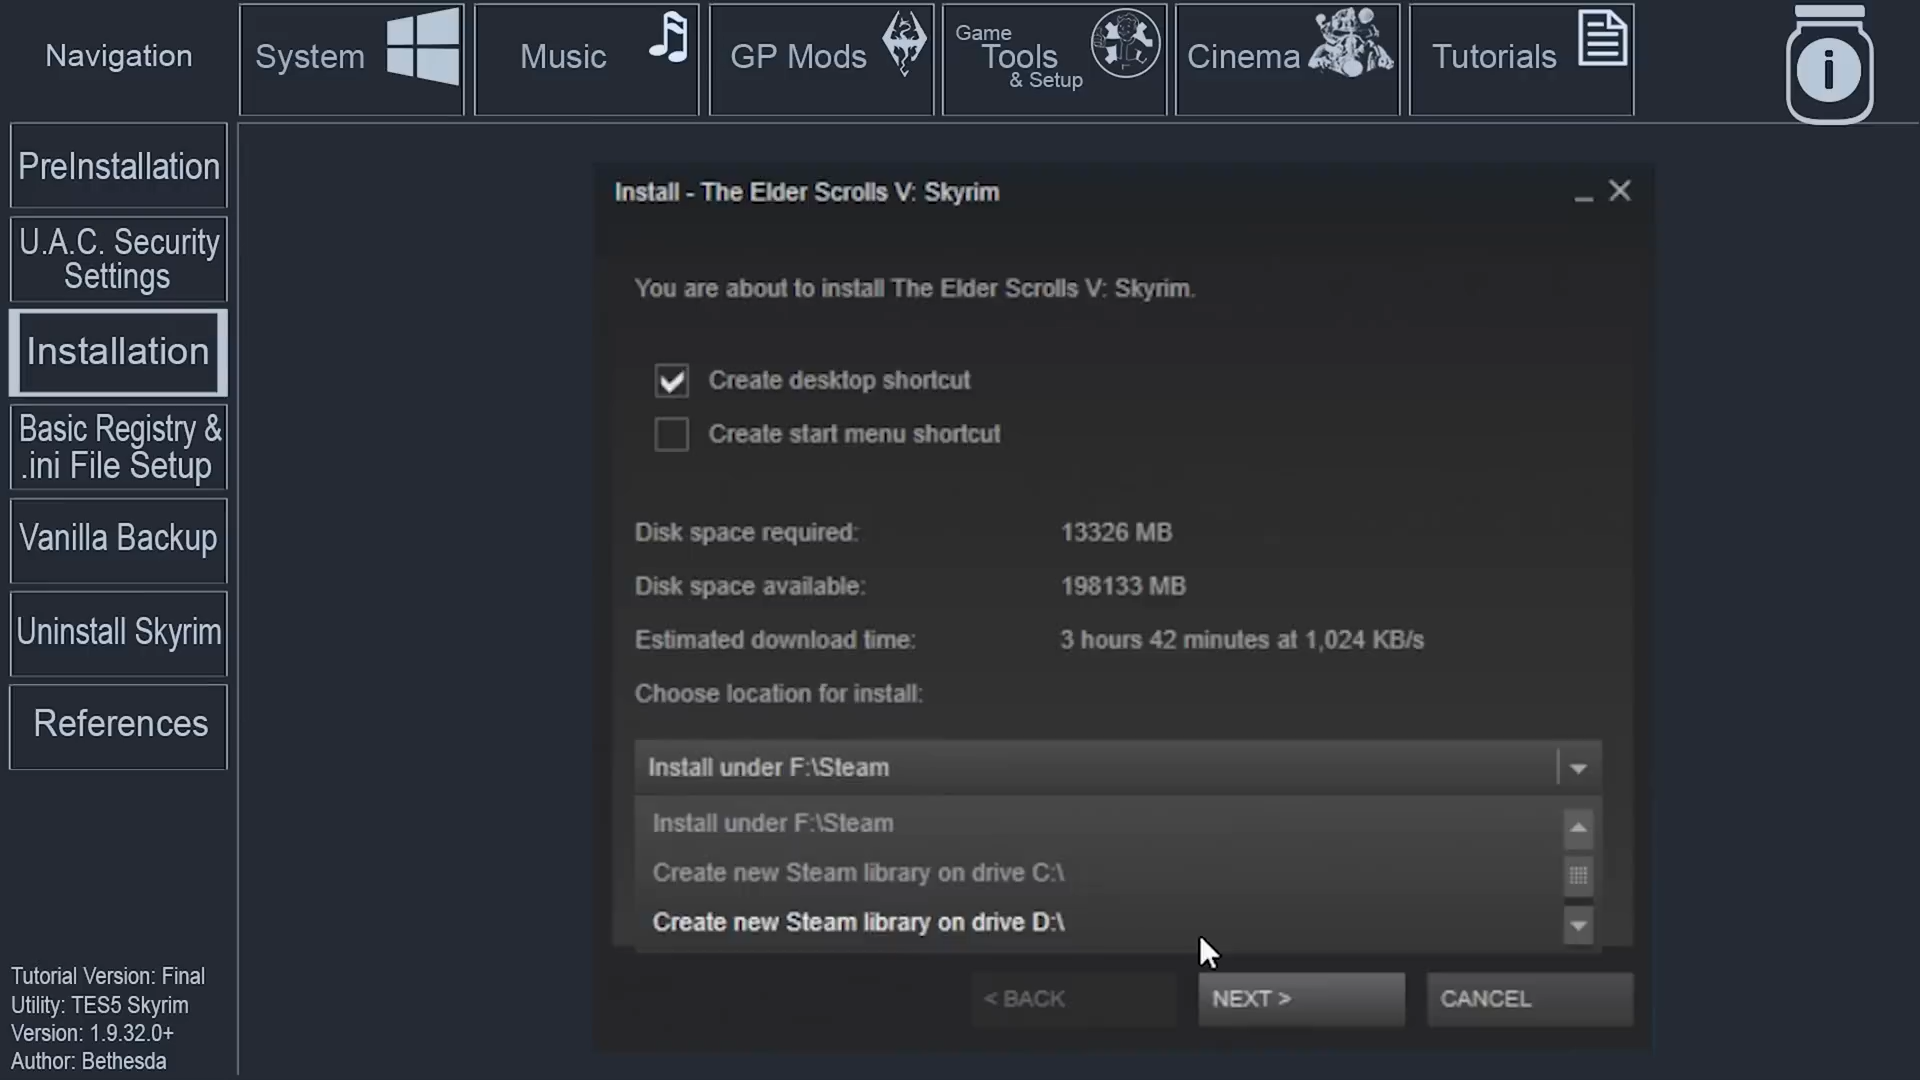 Navigation
System
Music
GP Mods
Game
Tools
& Setup
Cinema
Tutorials
i
PreInstallation
U.A.C. Security
Settings
Installation
Basic Registry &
.ini File Setup
Vanilla Backup
Uninstall Skyrim
References
Tutorial Version: Final
Utility: TES5 Skyrim
Version: 1.9.32.0+
Author: Bethesda
Install - The Elder Scrolls V: Skyrim
You are about to install The Elder Scrolls V: Skyrim.
Create desktop shortcut
Create start menu shortcut
Disk space required: 13326 MB
Disk space available: 198133 MB
Estimated download time: 3 hours 42 minutes at 1,024 KB/s
Choose location for install:
Install under F:\Steam
Install under F:\Steam
Create new Steam library on drive C:\
Create new Steam library on drive D:\
< BACK
NEXT >
CANCEL